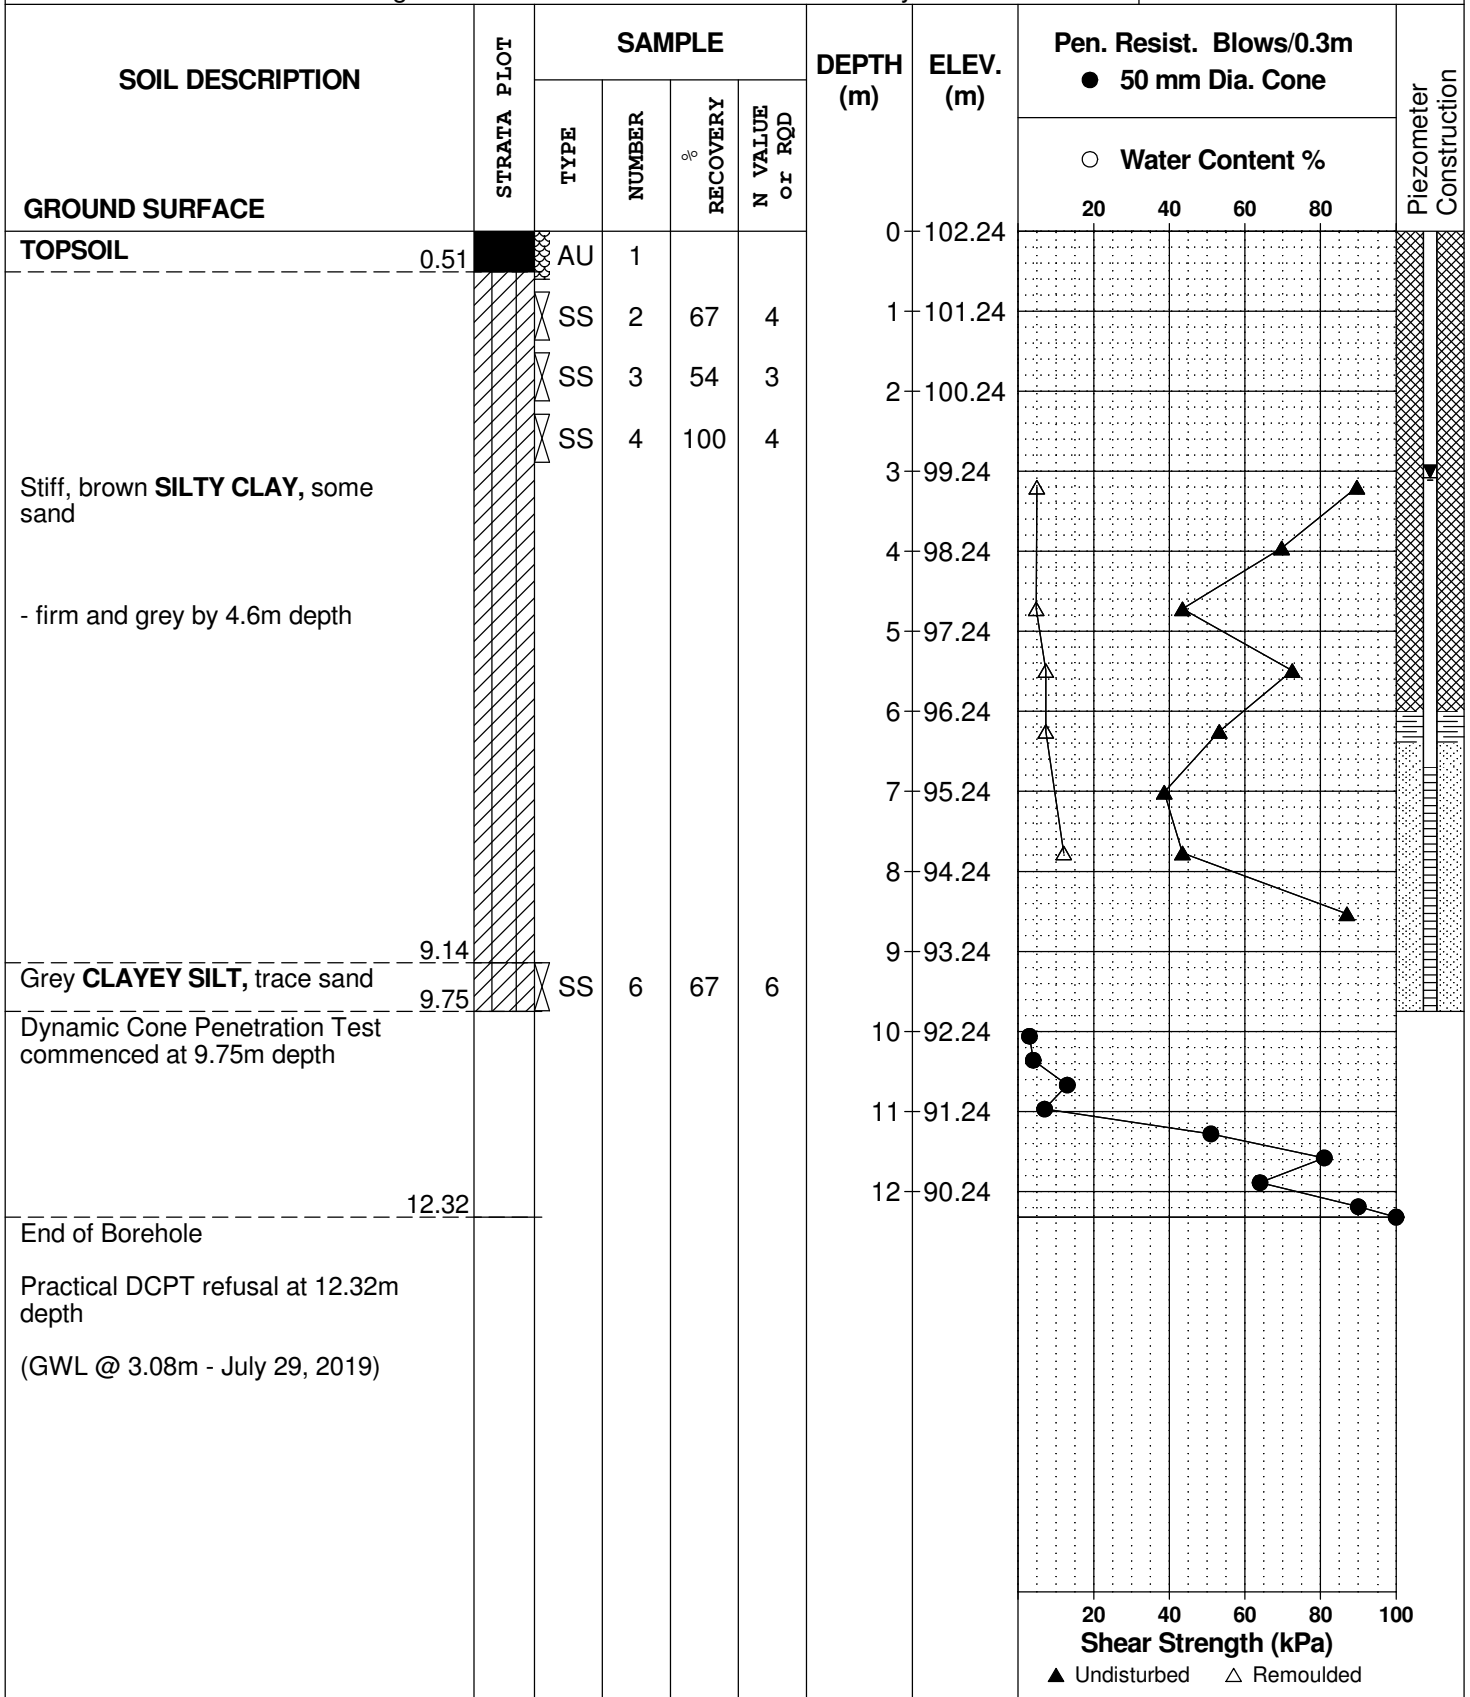 SOIL DESCRIPTION
GROUND SURFACE
STRATA PLOT
SAMPLE
TYPE
NUMBER
% RECOVERY
N VALUE or RQD
DEPTH (m)
ELEV. (m)
Pen. Resist. Blows/0.3m
● 50 mm Dia. Cone
○ Water Content %
20 40 60 80
Piezometer Construction
TOPSOIL
0.51
AU 1
SS 2 67 4
SS 3 54 3
SS 4 100 4
Stiff, brown SILTY CLAY, some
sand
- firm and grey by 4.6m depth
9.14
Grey CLAYEY SILT, trace sand
9.75
SS 6 67 6
Dynamic Cone Penetration Test
commenced at 9.75m depth
12.32
End of Borehole
Practical DCPT refusal at 12.32m
depth
(GWL @ 3.08m - July 29, 2019)
0 102.24
1 101.24
2 100.24
3 99.24
4 98.24
5 97.24
6 96.24
7 95.24
8 94.24
9 93.24
10 92.24
11 91.24
12 90.24
20 40 60 80 100
Shear Strength (kPa)
▲ Undisturbed △ Remoulded